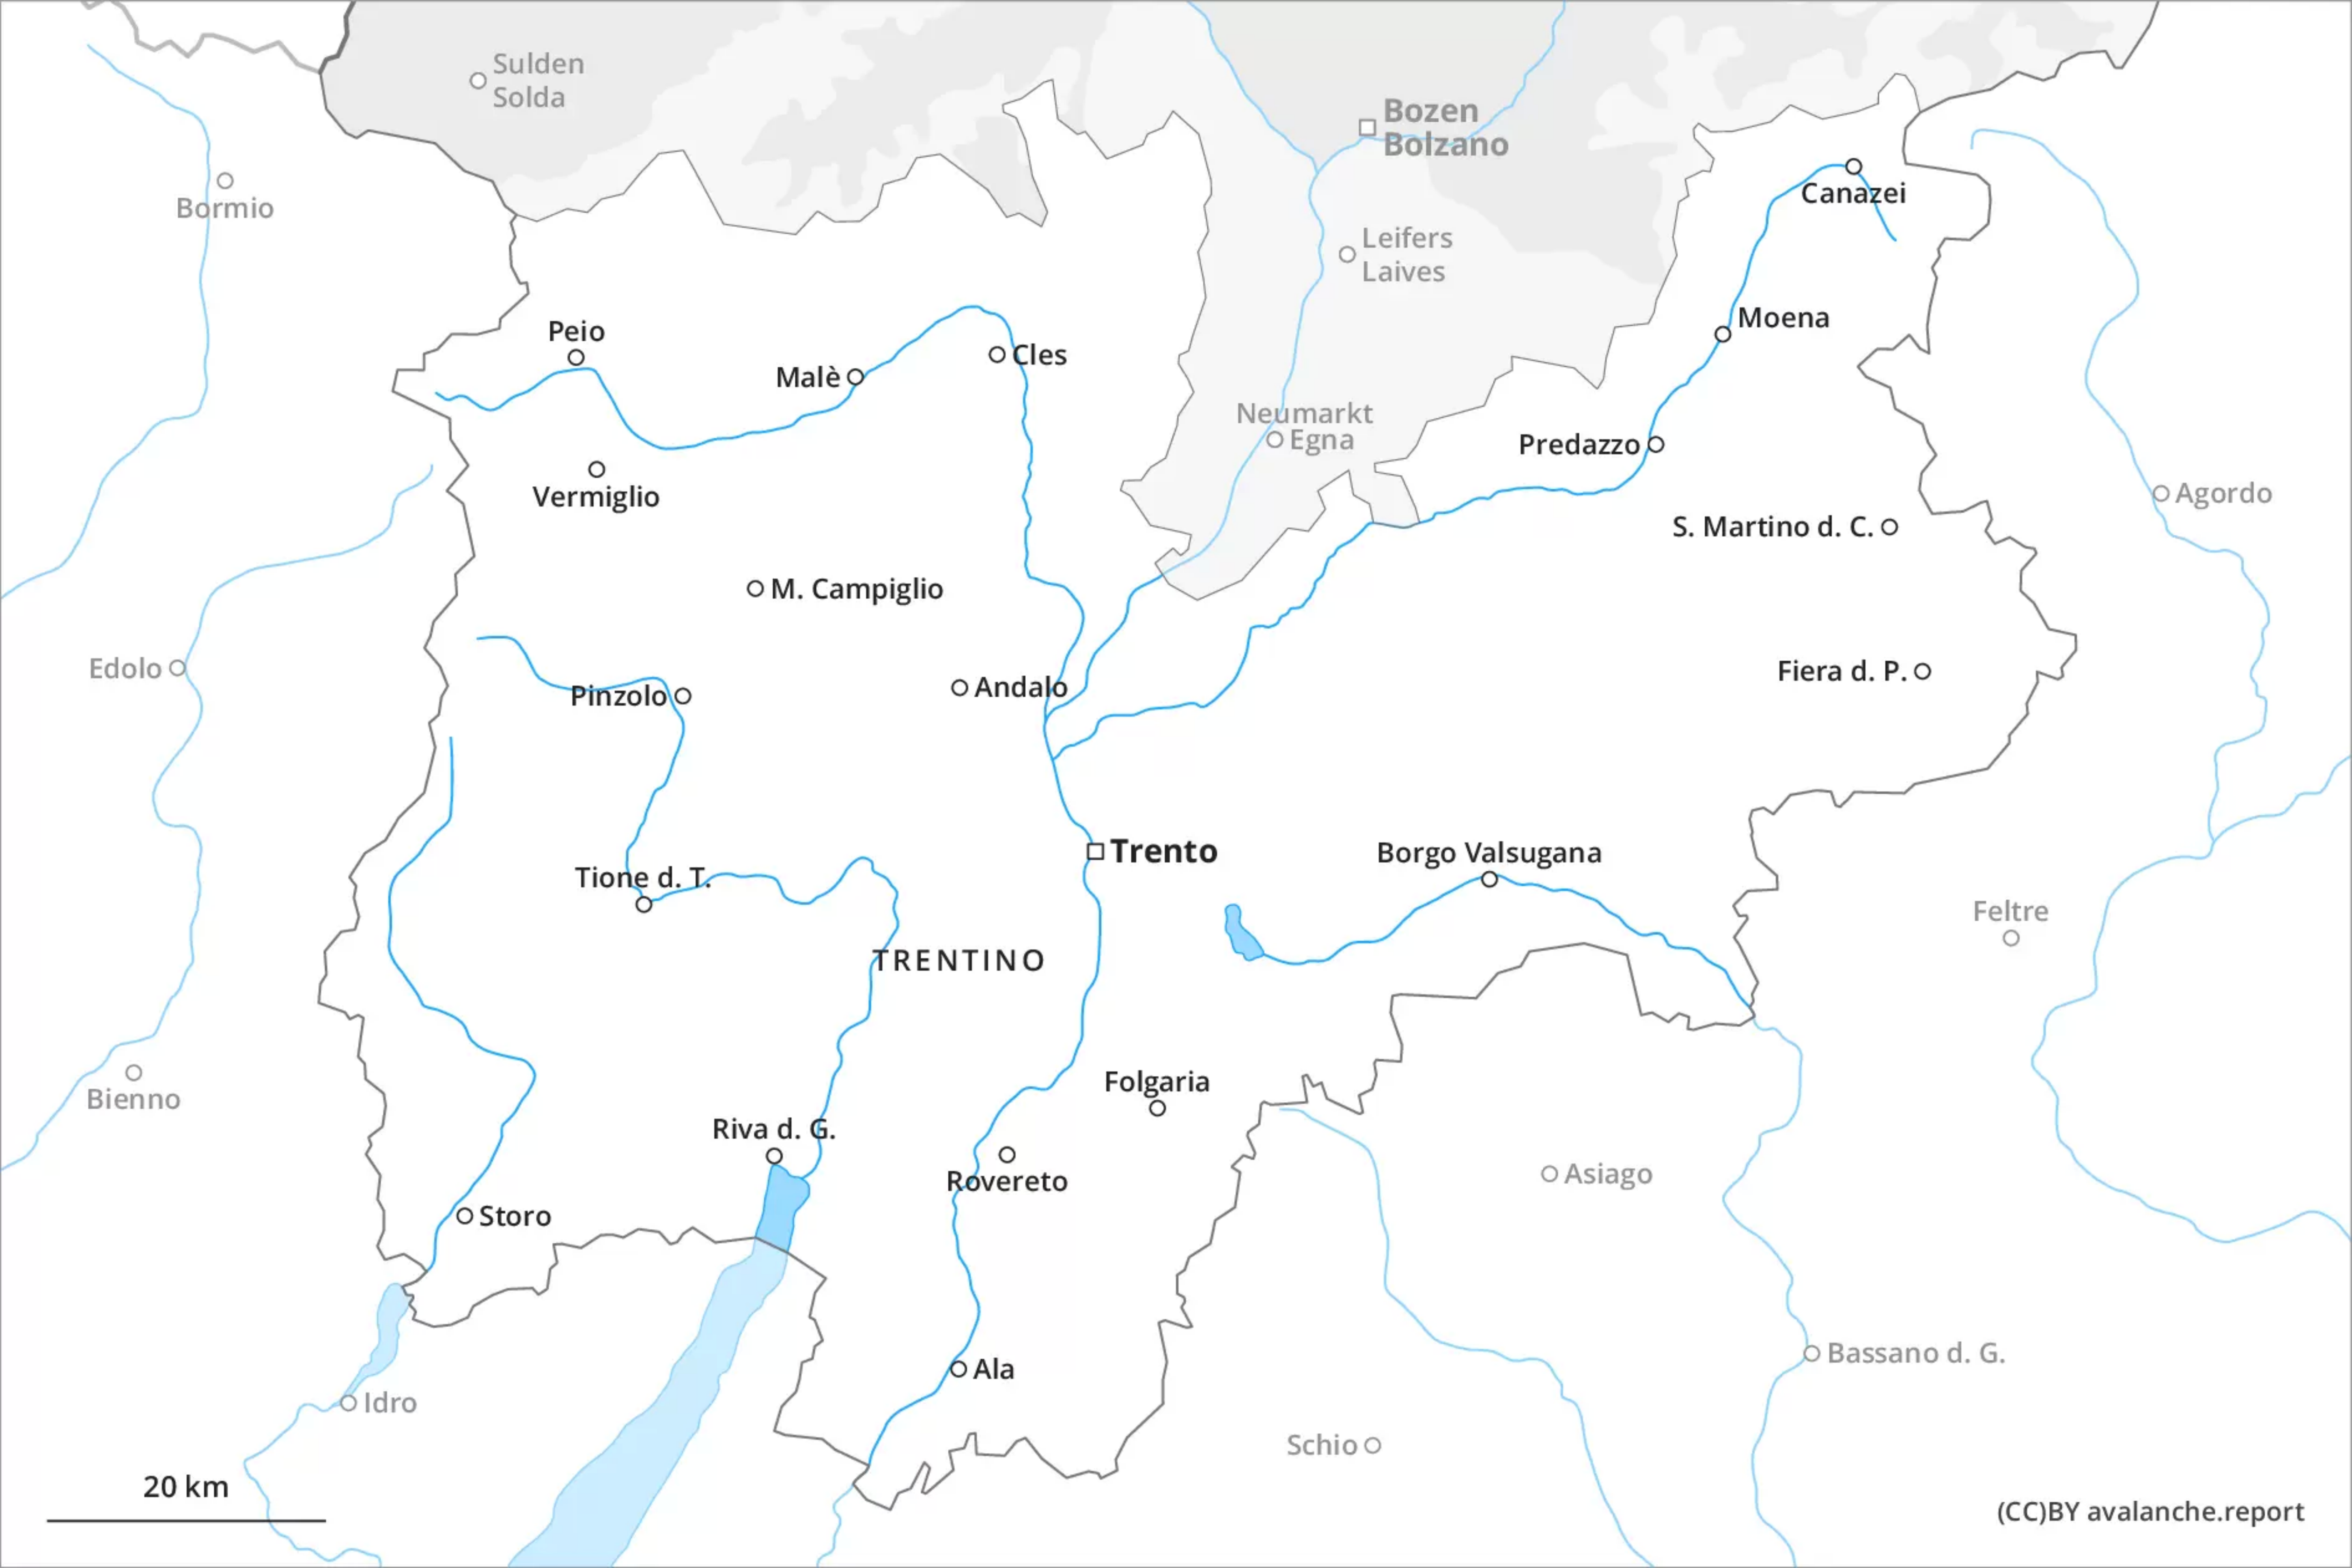 Sulden
Solda
Bozen
Bolzano
Bormio
Canazei
Leifers
Laives
Moena
Peio
Cles
Malè
Neumarkt
Egna
Predazzo
Vermiglio
Agordo
S. Martino d. C.
M. Campiglio
Edolo
Fiera d. P.
Andalo
Pinzolo
Trento
Borgo Valsugana
Tione d. T.
Feltre
TRENTINO
Folgaria
Bienno
Riva d. G.
Asiago
Rovereto
Storo
Bassano d. G.
Ala
Idro
Schio
20 km
(CC)BY avalanche.report